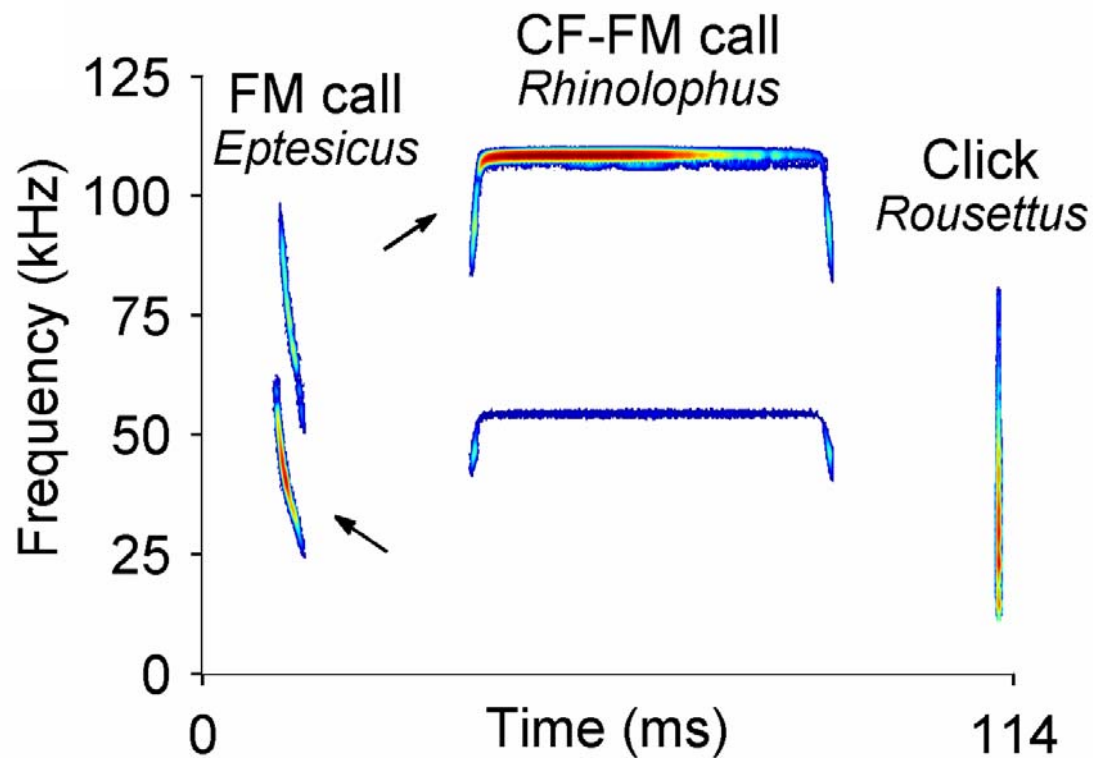 CF-FM call
Rhinolophus
FM call
Eptesicus
Click
Rousettus
Frequency (kHz)
125
100
75
50
25
0
0
Time (ms)
114